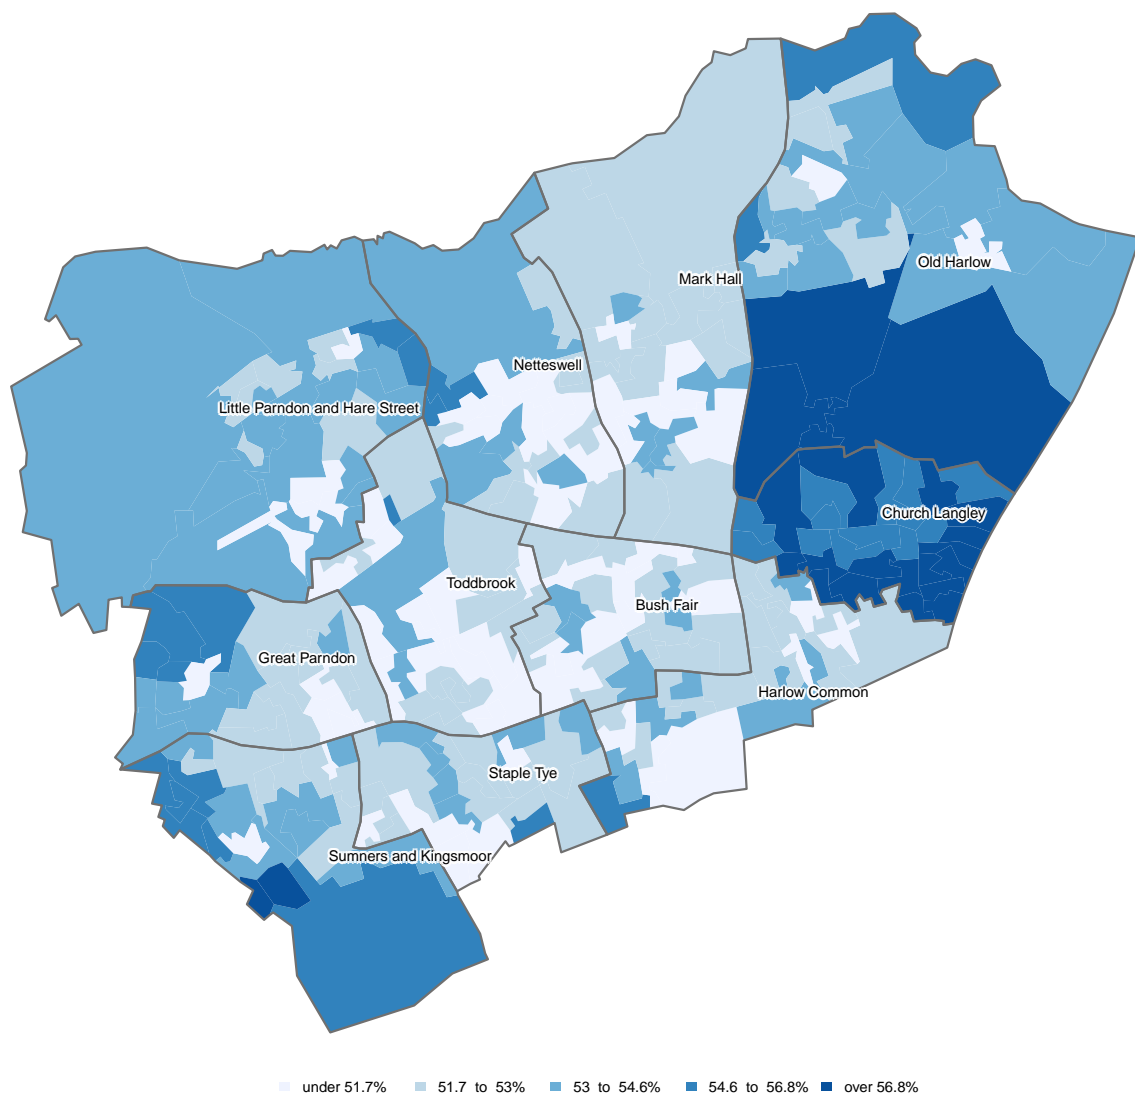 Old Harlow
Mark Hall
Netteswell
Little Parndon and Hare Street
Church Langley
Toddbrook
Bush Fair
Great Parndon
Harlow Common
Staple Tye
Sumners and Kingsmoor
under 51.7% 51.7 to 53% 53 to 54.6% 54.6 to 56.8% over 56.8%